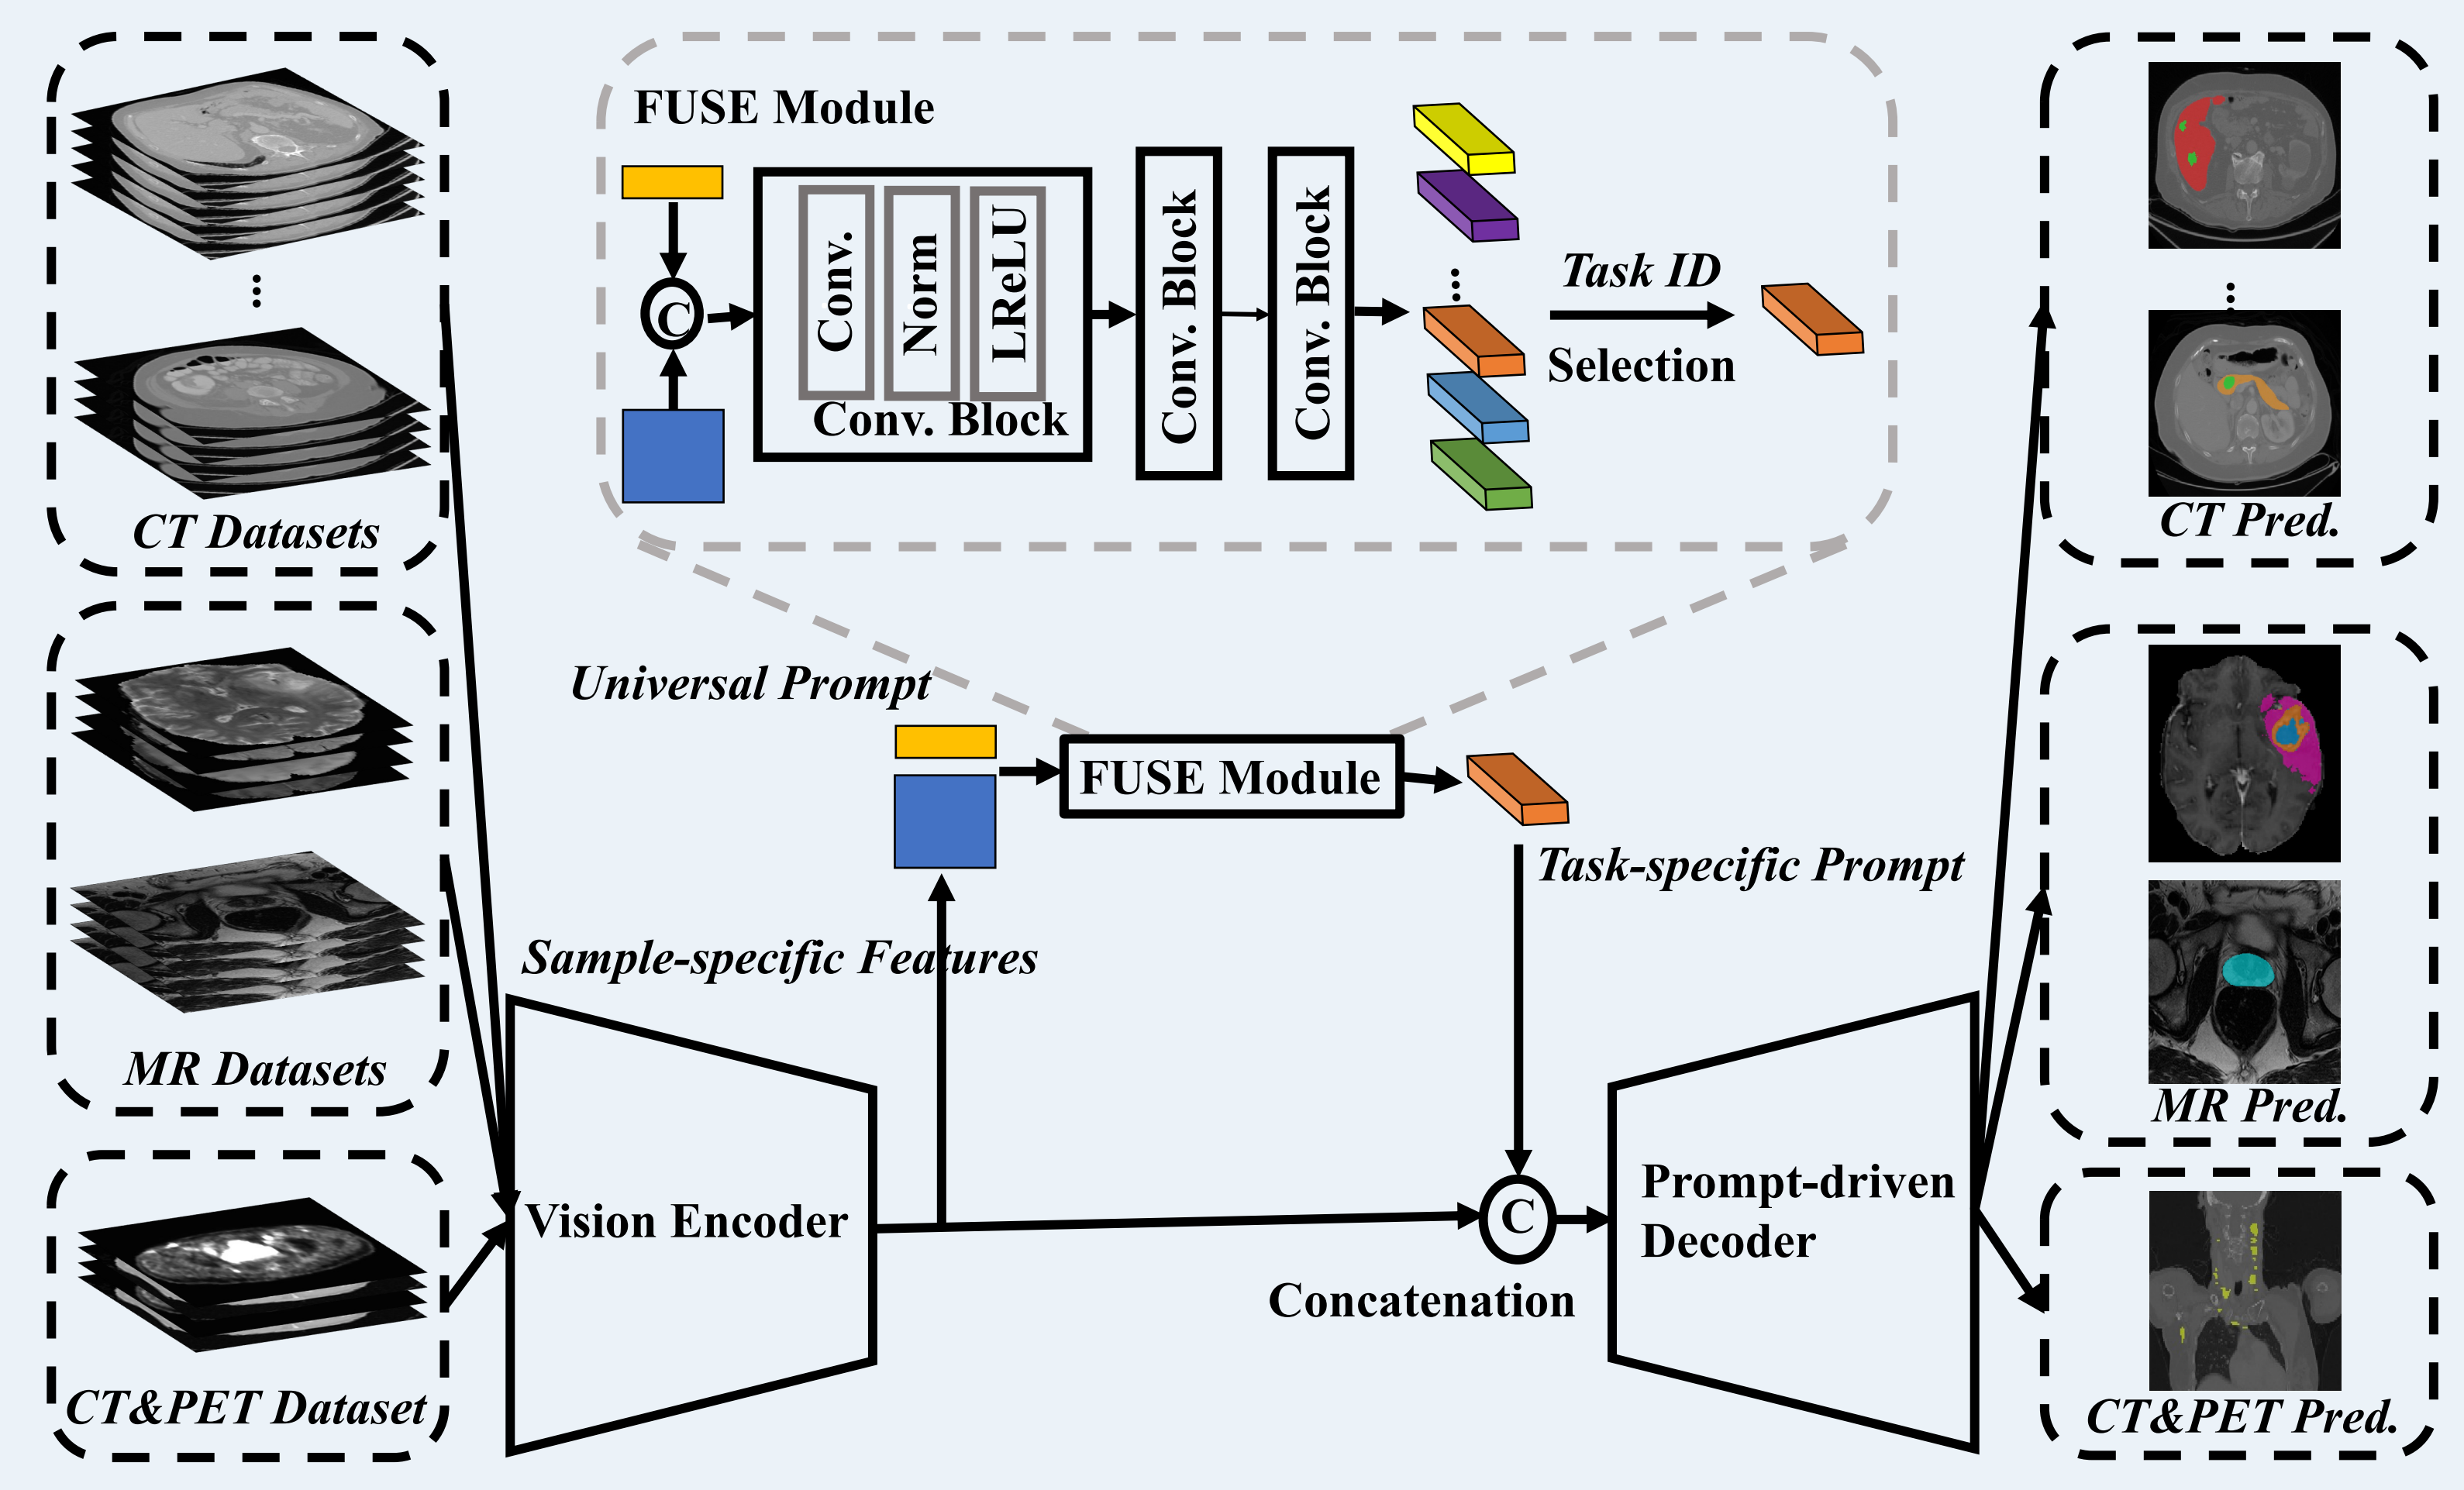 FUSE Module
C
Conv.
Norm
LReLU
Conv. Block
Conv. Block
Conv. Block
Task ID
Selection
CT Datasets
CT Pred.
Universal Prompt
FUSE Module
Task-specific Prompt
Sample-specific Features
MR Datasets
MR Pred.
Vision Encoder
C
Concatenation
Prompt-driven
Decoder
CT&PET Dataset
CT&PET Pred.